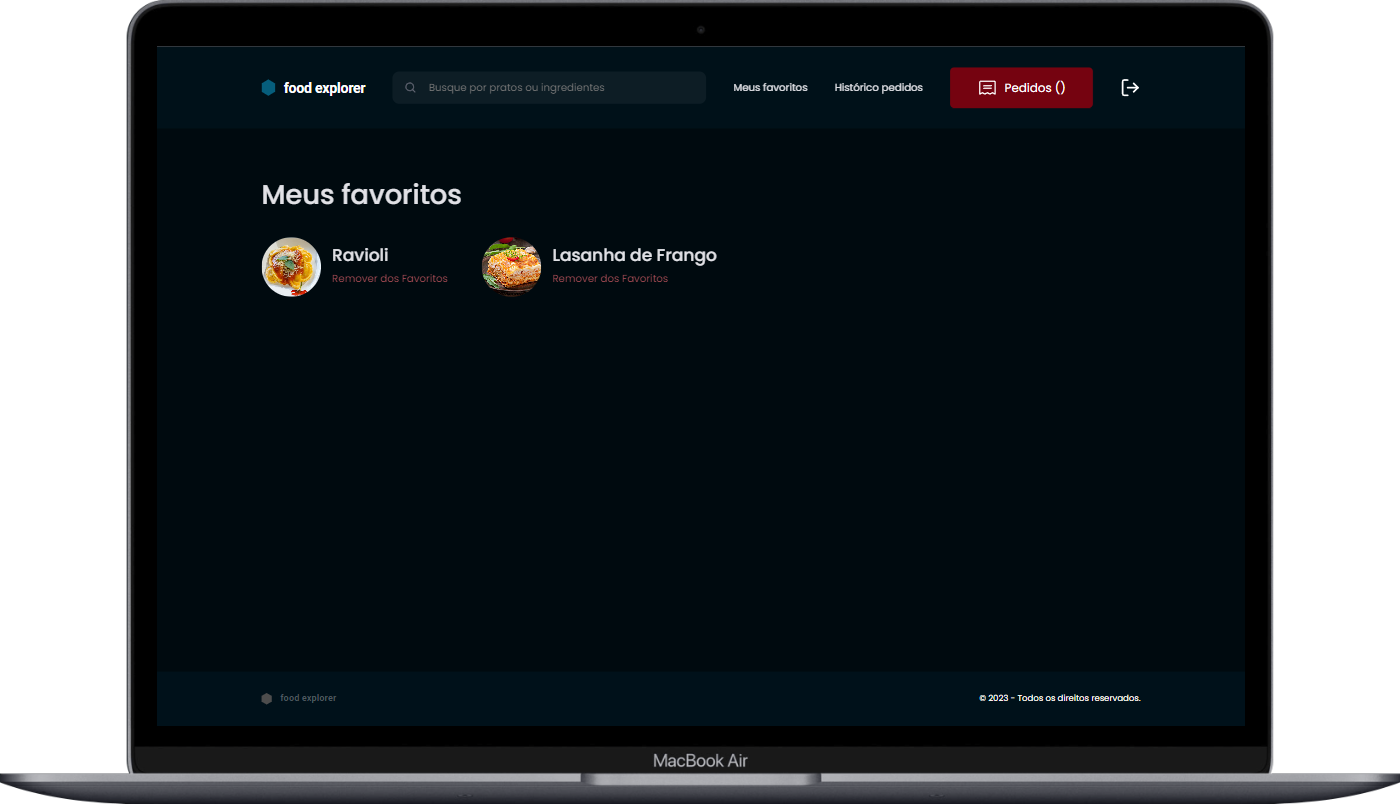 food explorer
Busque por pratos ou ingredientes
Meus favoritos
Histórico pedidos
Pedidos ()
Meus favoritos
Ravioli
Remover dos Favoritos
Lasanha de Frango
Remover dos Favoritos
food explorer
© 2023 - Todos os direitos reservados.
MacBook Air